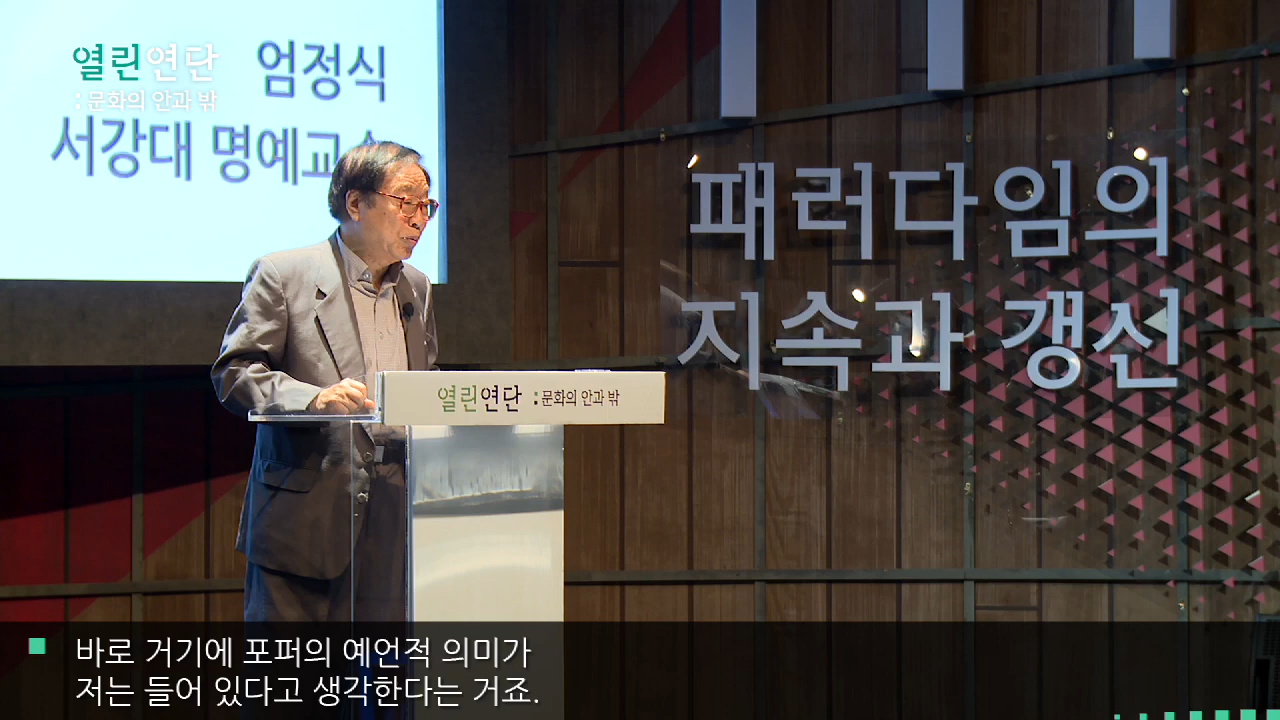 열린연단
:문화의 안과 밖
엄정식
서강대 명예교수
패러다임의
지속과 갱신
열린연단 :문화의 안과 밖
바로 거기에 포퍼의 예언적 의미가
저는 들어 있다고 생각한다는 거죠.